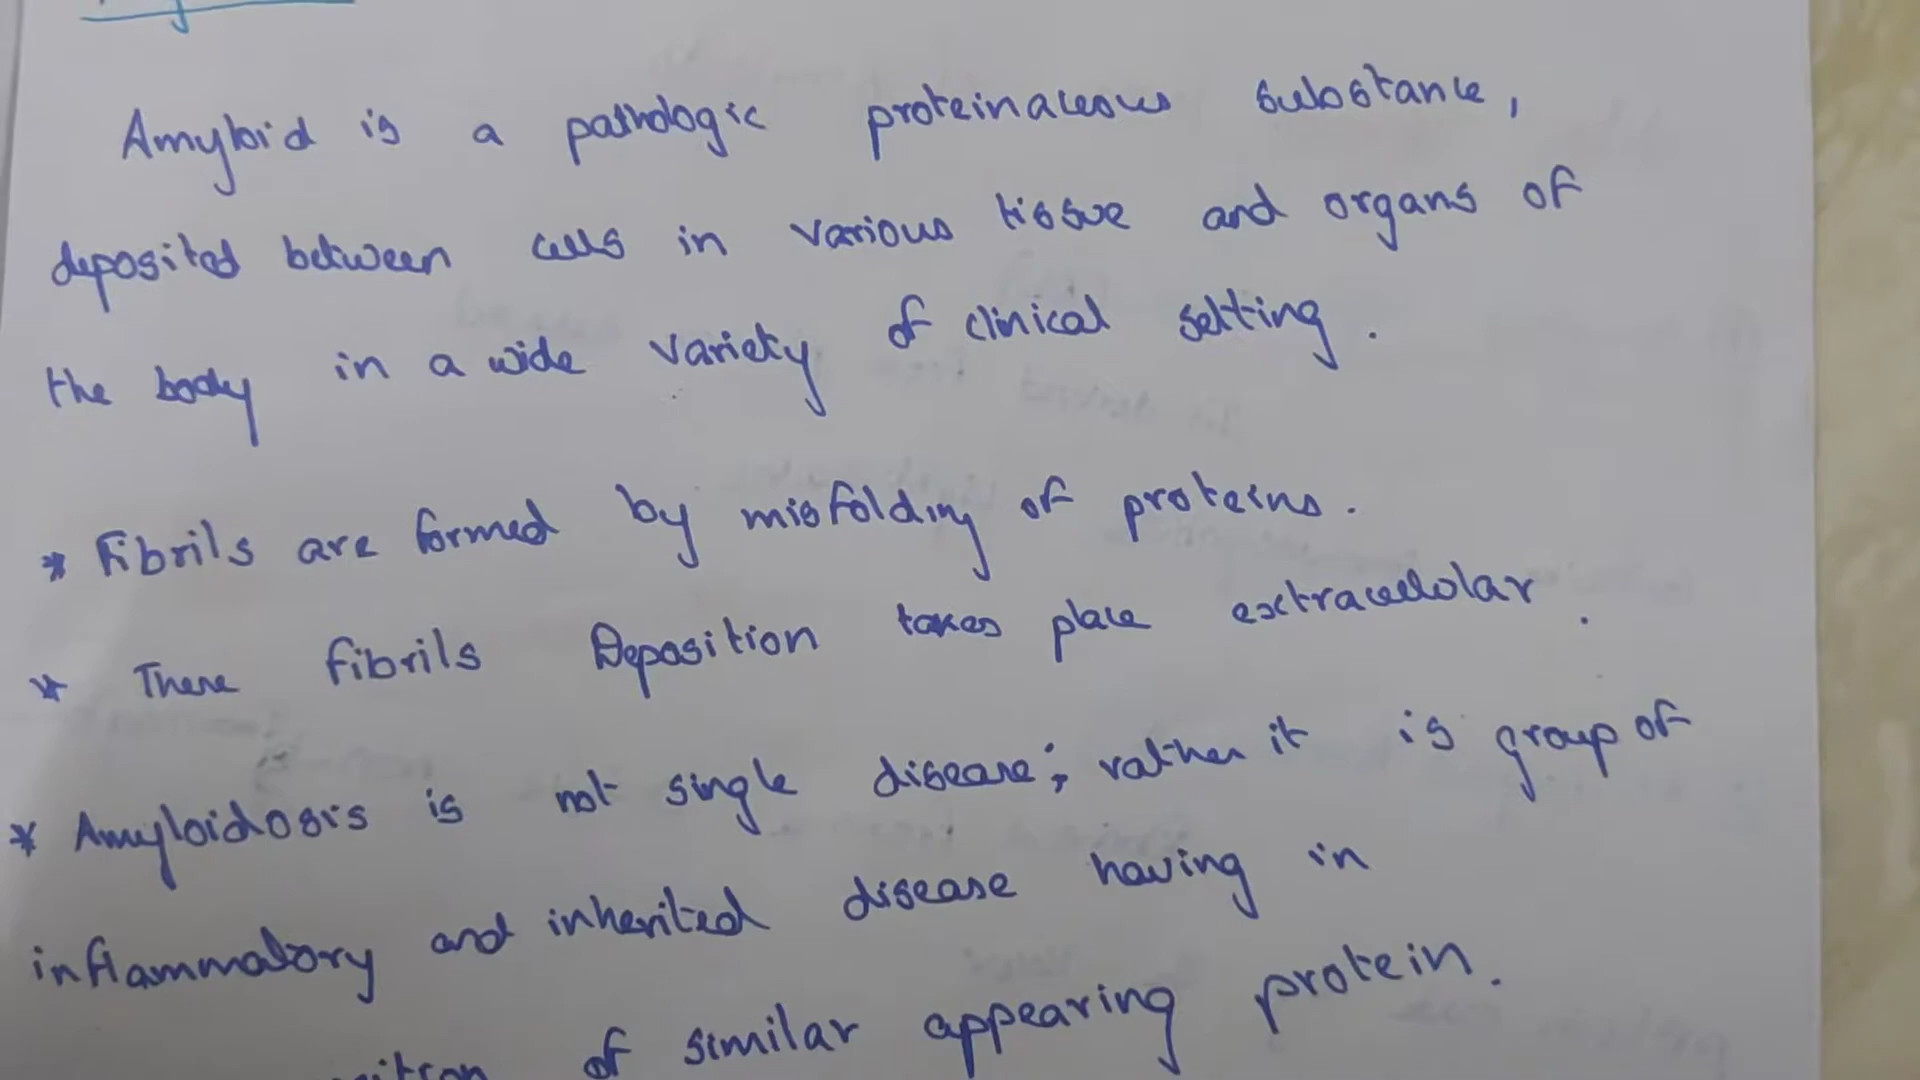 Amyloid is a pathologic proteinaceous substance,
deposited between cells in various tissue and organs of
the body in a wide variety of clinical setting.
* Fibrils are formed by misfolding of proteins.
* These fibrils Deposition takes place extracellolar.
* Amyloidosis is not single disease; rather it is group of
inflammatory and inherited disease having in
of similar appearing protein.